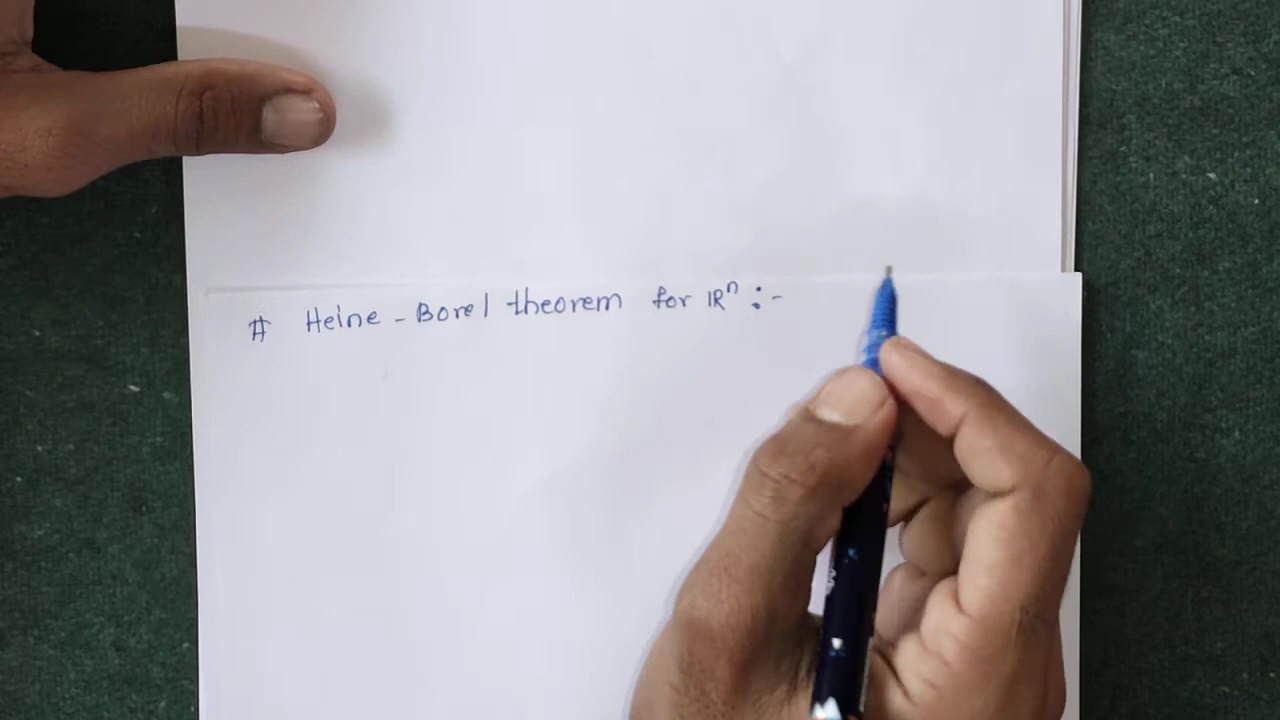 # Heine - Borel theorem for ℝⁿ :-